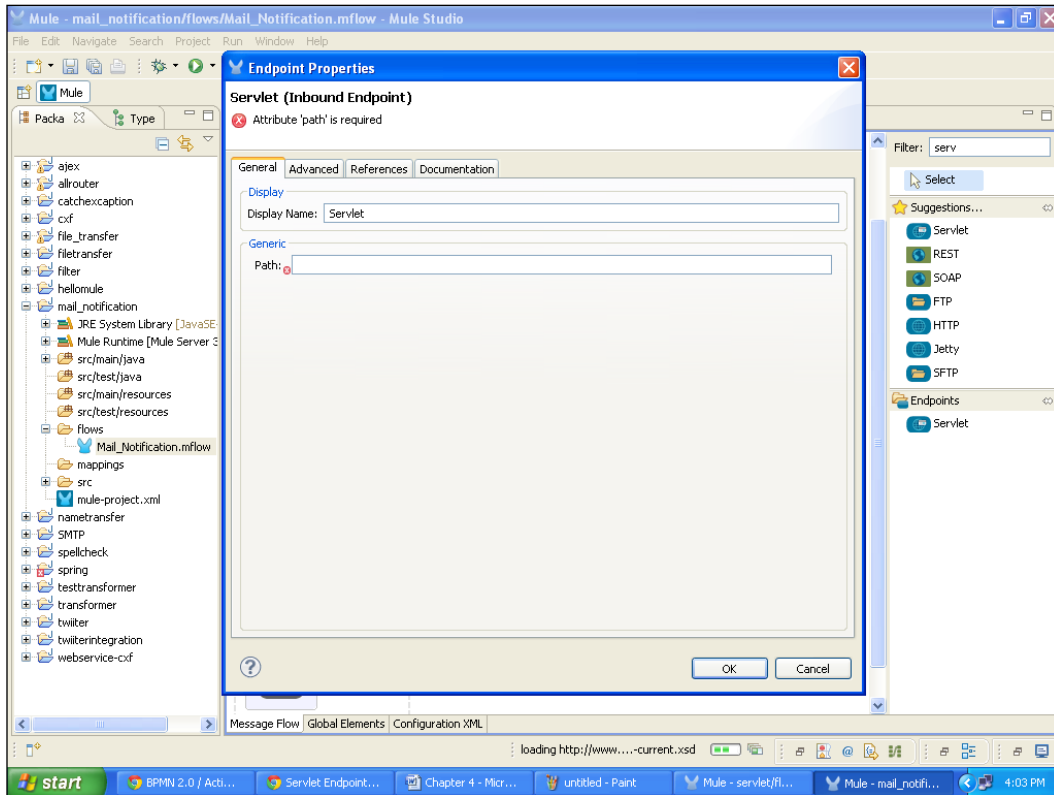 Mule - mail_notification/flows/Mail_Notification.mflow - Mule Studio
File Edit Navigate Search Project Run Window Help
Mule
Packa
Type
ajex
allrouter
catchexcaption
cxf
file_transfer
filetransfer
filter
hellomule
mail_notification
JRE System Library [JavaSE-
Mule Runtime [Mule Server 3
src/main/java
src/test/java
src/main/resources
src/test/resources
flows
Mail_Notification.mflow
mappings
src
mule-project.xml
nametransfer
SMTP
spellcheck
spring
testtransformer
transformer
twiiter
twiiterintegration
webservice-cxf
Endpoint Properties
Servlet (Inbound Endpoint)
Attribute 'path' is required
General Advanced References Documentation
Display
Display Name: Servlet
Generic
Path:
OK Cancel
Message Flow Global Elements Configuration XML
Filter: serv
Select
Suggestions...
Servlet
REST
SOAP
FTP
HTTP
Jetty
SFTP
Endpoints
Servlet
loading http://www....-current.xsd
start
BPMN 2.0 / Acti...
Servlet Endpoint...
Chapter 4 - Micr...
untitled - Paint
Mule - servlet/fl...
Mule - mail_notifi...
4:03 PM